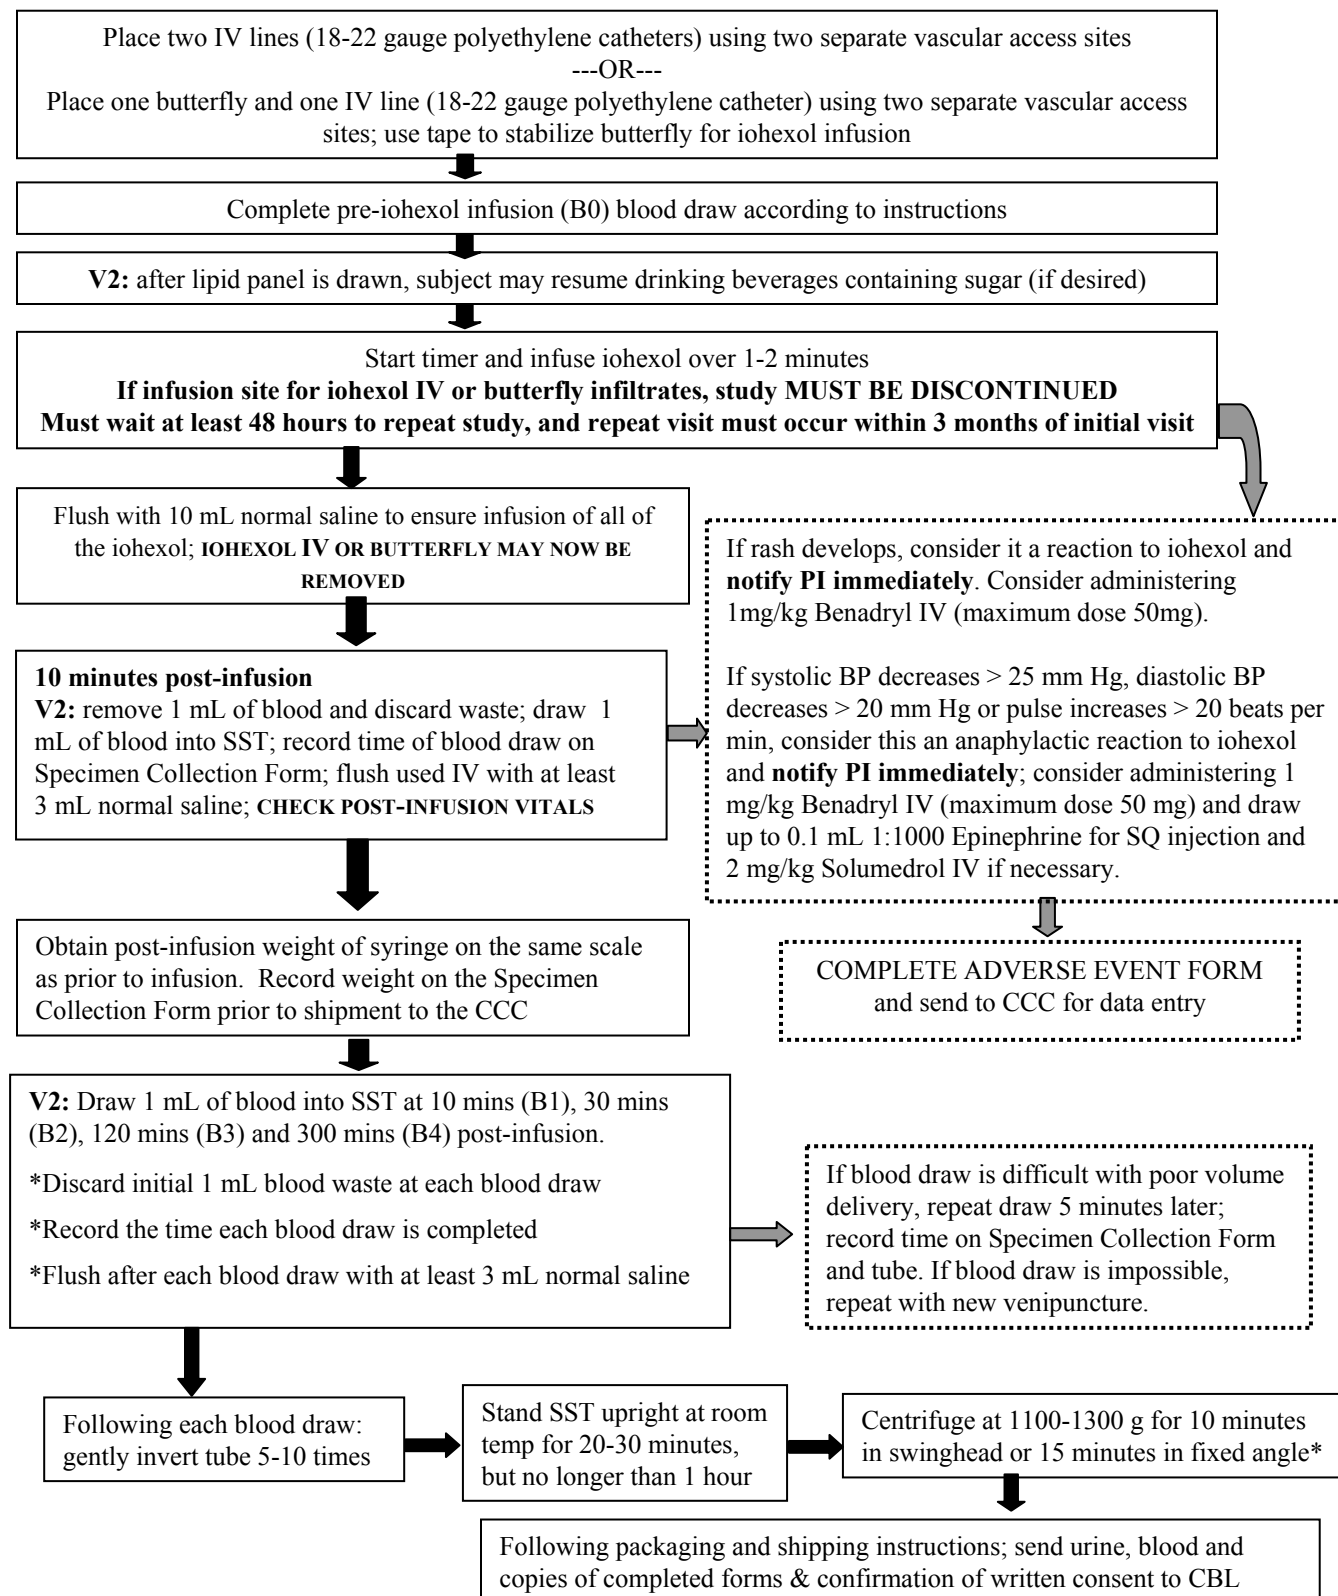 Place two IV lines (18-22 gauge polyethylene catheters) using two separate vascular access sites
---OR---
Place one butterfly and one IV line (18-22 gauge polyethylene catheter) using two separate vascular access
sites; use tape to stabilize butterfly for iohexol infusion
Complete pre-iohexol infusion (B0) blood draw according to instructions
V2: after lipid panel is drawn, subject may resume drinking beverages containing sugar (if desired)
Start timer and infuse iohexol over 1-2 minutes
If infusion site for iohexol IV or butterfly infiltrates, study MUST BE DISCONTINUED
Must wait at least 48 hours to repeat study, and repeat visit must occur within 3 months of initial visit
Flush with 10 mL normal saline to ensure infusion of all of
the iohexol; IOHEXOL IV OR BUTTERFLY MAY NOW BE
REMOVED
If rash develops, consider it a reaction to iohexol and
notify PI immediately. Consider administering
1mg/kg Benadryl IV (maximum dose 50mg).
If systolic BP decreases > 25 mm Hg, diastolic BP
decreases > 20 mm Hg or pulse increases > 20 beats per
min, consider this an anaphylactic reaction to iohexol
and notify PI immediately; consider administering 1
mg/kg Benadryl IV (maximum dose 50 mg) and draw
up to 0.1 mL 1:1000 Epinephrine for SQ injection and
2 mg/kg Solumedrol IV if necessary.
10 minutes post-infusion
V2: remove 1 mL of blood and discard waste; draw 1
mL of blood into SST; record time of blood draw on
Specimen Collection Form; flush used IV with at least
3 mL normal saline; CHECK POST-INFUSION VITALS
Obtain post-infusion weight of syringe on the same scale
as prior to infusion. Record weight on the Specimen
Collection Form prior to shipment to the CCC
COMPLETE ADVERSE EVENT FORM
and send to CCC for data entry
V2: Draw 1 mL of blood into SST at 10 mins (B1), 30 mins
(B2), 120 mins (B3) and 300 mins (B4) post-infusion.
*Discard initial 1 mL blood waste at each blood draw
*Record the time each blood draw is completed
*Flush after each blood draw with at least 3 mL normal saline
If blood draw is difficult with poor volume
delivery, repeat draw 5 minutes later;
record time on Specimen Collection Form
and tube. If blood draw is impossible,
repeat with new venipuncture.
Following each blood draw:
gently invert tube 5-10 times
Stand SST upright at room
temp for 20-30 minutes,
but no longer than 1 hour
Centrifuge at 1100-1300 g for 10 minutes
in swinghead or 15 minutes in fixed angle*
Following packaging and shipping instructions; send urine, blood and
copies of completed forms & confirmation of written consent to CBL